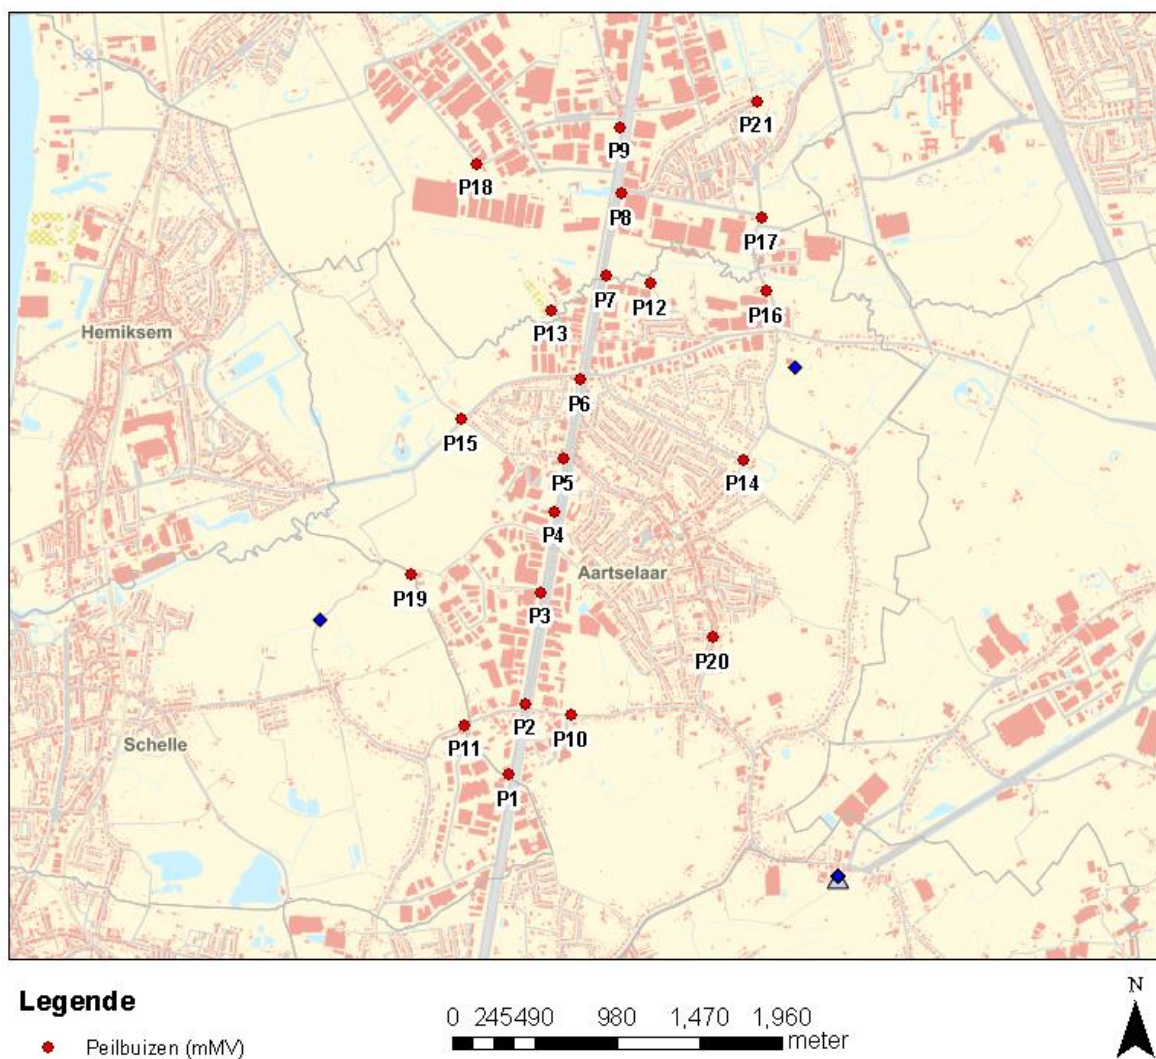 P21
P9
P18
P8
P17
P7
P12
P16
P13
Hemiksem
P6
P15
P5
P14
P4
Aartselaar
P19
P3
P20
P2
P10
P11
Schelle
P1
Legende
Peilbuizen (mMV)
0 245490 980 1,470 1,960
meter
N